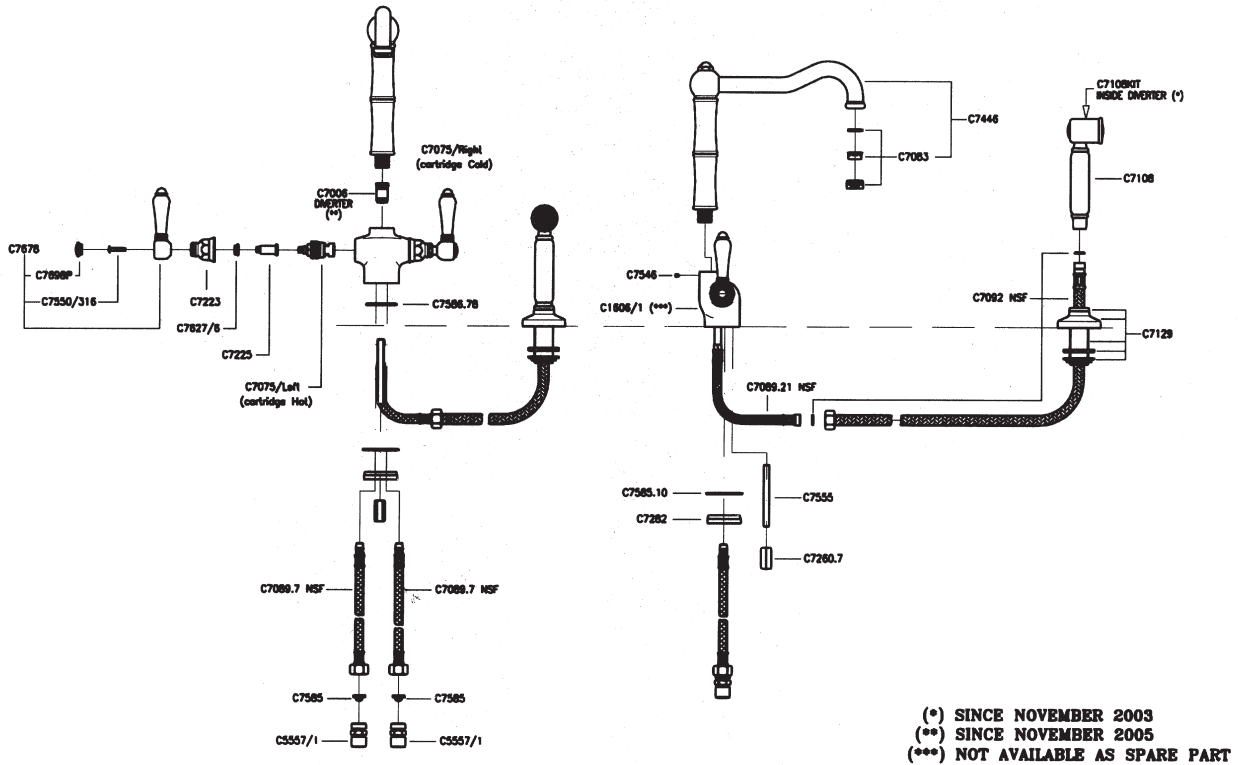 C7108KIT
INSIDE DIVERTER (*)
C7446
C7083
C7108
C7075/Right
(cartridge Cold)
C7006
DIVERTER
(**)
C7678
C7698P
C7550/316
C7223
C7627/6
C7225
C7075/Left
(cartridge Hot)
C7586.78
C7546
C1606/1 (***)
C7092 NSF
C7129
C7089.21 NSF
C7585.10
C7282
C7555
C7260.7
C7089.7 NSF
C7089.7 NSF
C7585
C7585
C5557/1
C5557/1
(*) SINCE NOVEMBER 2003
(**) SINCE NOVEMBER 2005
(***) NOT AVAILABLE AS SPARE PART